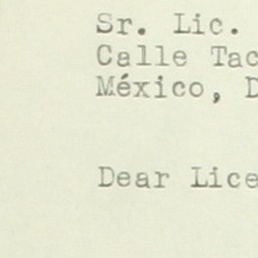 Sr. Lic.
Calle Tac
México, D
Dear Lice